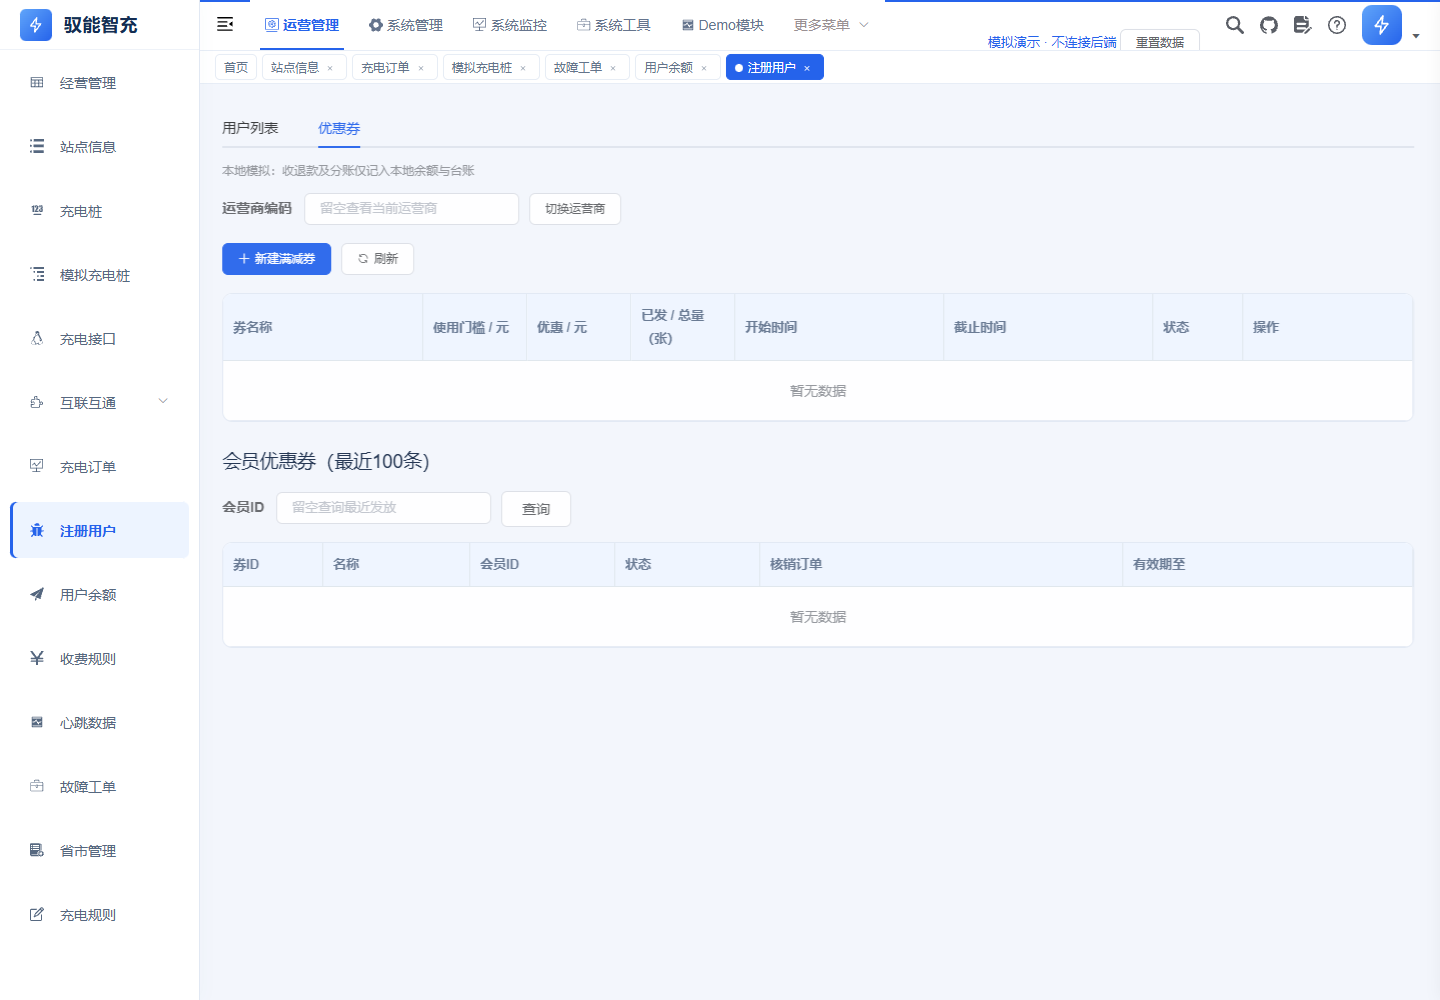 驭能智充
运营管理 系统管理 系统监控 系统工具 Demo模块 更多菜单
模拟演示 · 不连接后端 重置数据
首页 站点信息 × 充电订单 × 模拟充电桩 × 故障工单 × 用户余额 × 注册用户 ×
经营管理
站点信息
充电桩
模拟充电桩
充电接口
互联互通
充电订单
注册用户
用户余额
收费规则
心跳数据
故障工单
省市管理
充电规则
用户列表 优惠券
本地模拟：收退款及分账仅记入本地余额与台账
运营商编码 留空查看当前运营商 切换运营商
新建满减券 刷新
券名称 使用门槛 / 元 优惠 / 元 已发 / 总量（张） 开始时间 截止时间 状态 操作
暂无数据
会员优惠券（最近100条）
会员ID 留空查询最近发放 查询
券ID 名称 会员ID 状态 核销订单 有效期至
暂无数据